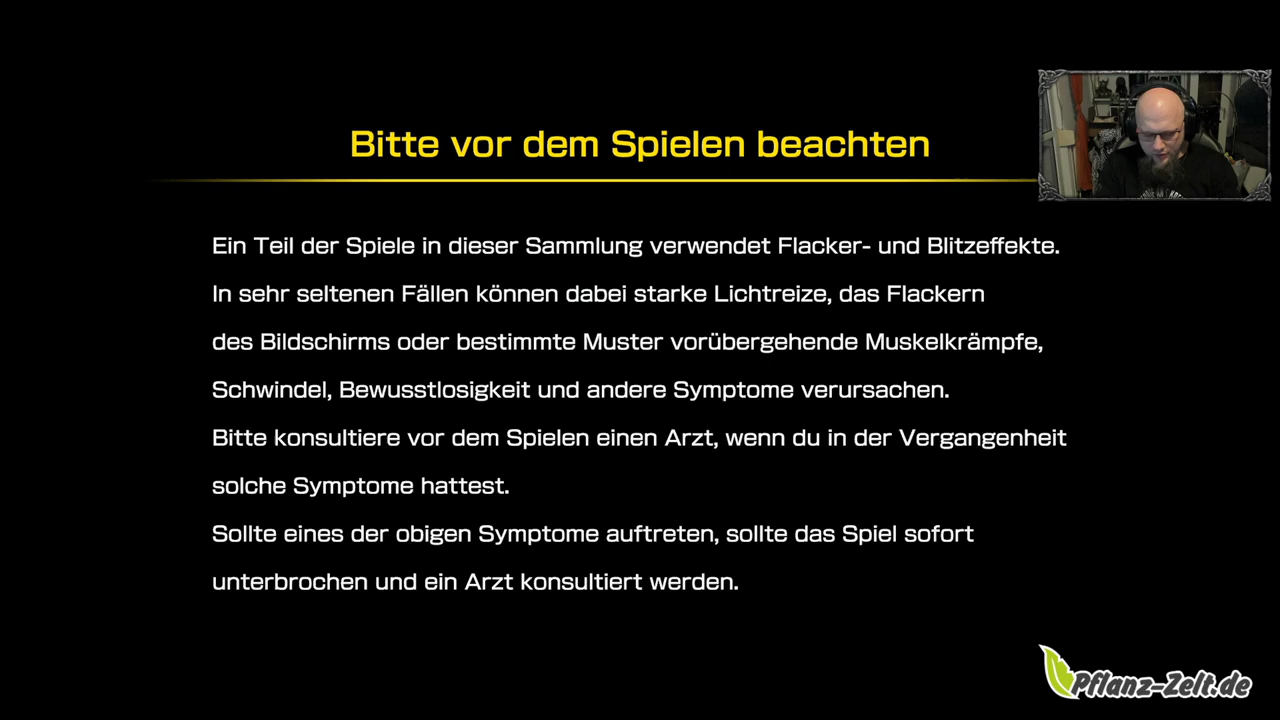 Bitte vor dem Spielen beachten
Ein Teil der Spiele in dieser Sammlung verwendet Flacker- und Blitzeffekte.
In sehr seltenen Fällen können dabei starke Lichtreize, das Flackern
des Bildschirms oder bestimmte Muster vorübergehende Muskelkrämpfe,
Schwindel, Bewusstlosigkeit und andere Symptome verursachen.
Bitte konsultiere vor dem Spielen einen Arzt, wenn du in der Vergangenheit
solche Symptome hattest.
Sollte eines der obigen Symptome auftreten, sollte das Spiel sofort
unterbrochen und ein Arzt konsultiert werden.
Pflanz-Zelt.de